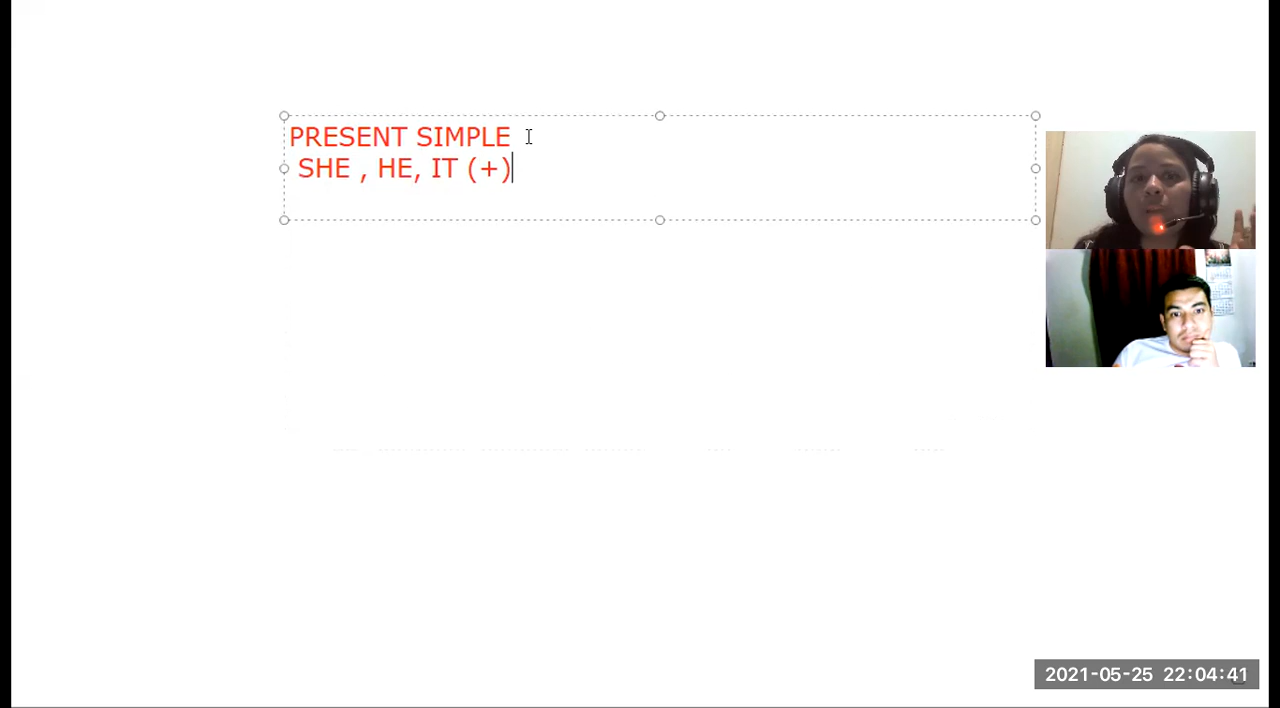 PRESENT SIMPLE
SHE , HE, IT (+)
2021-05-25 22:04:41